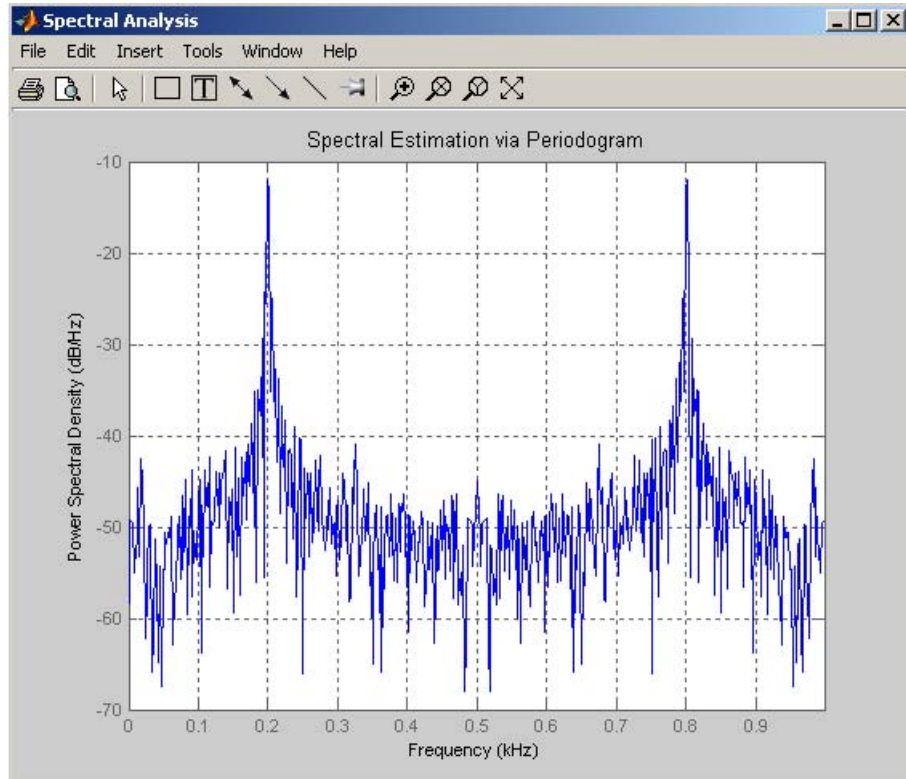 Spectral Analysis
File Edit Insert Tools Window Help
T
Spectral Estimation via Periodogram
-10
-20
-30
-40
-50
-60
-70
Power Spectral Density (dB/Hz)
0 0.1 0.2 0.3 0.4 0.5 0.6 0.7 0.8 0.9
Frequency (kHz)